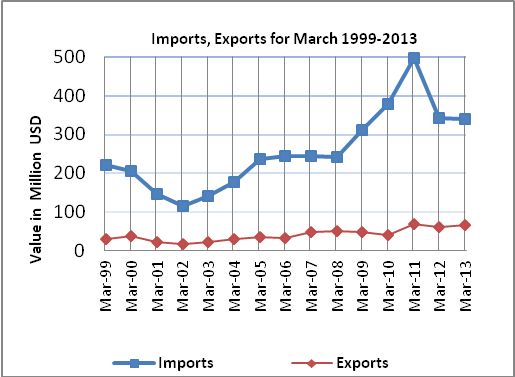 Imports, Exports for March 1999-2013
Value in Million USD
500
400
300
200
100
0
Mar-99
Mar-00
Mar-01
Mar-02
Mar-03
Mar-04
Mar-05
Mar-06
Mar-07
Mar-08
Mar-09
Mar-10
Mar-11
Mar-12
Mar-13
Imports Exports